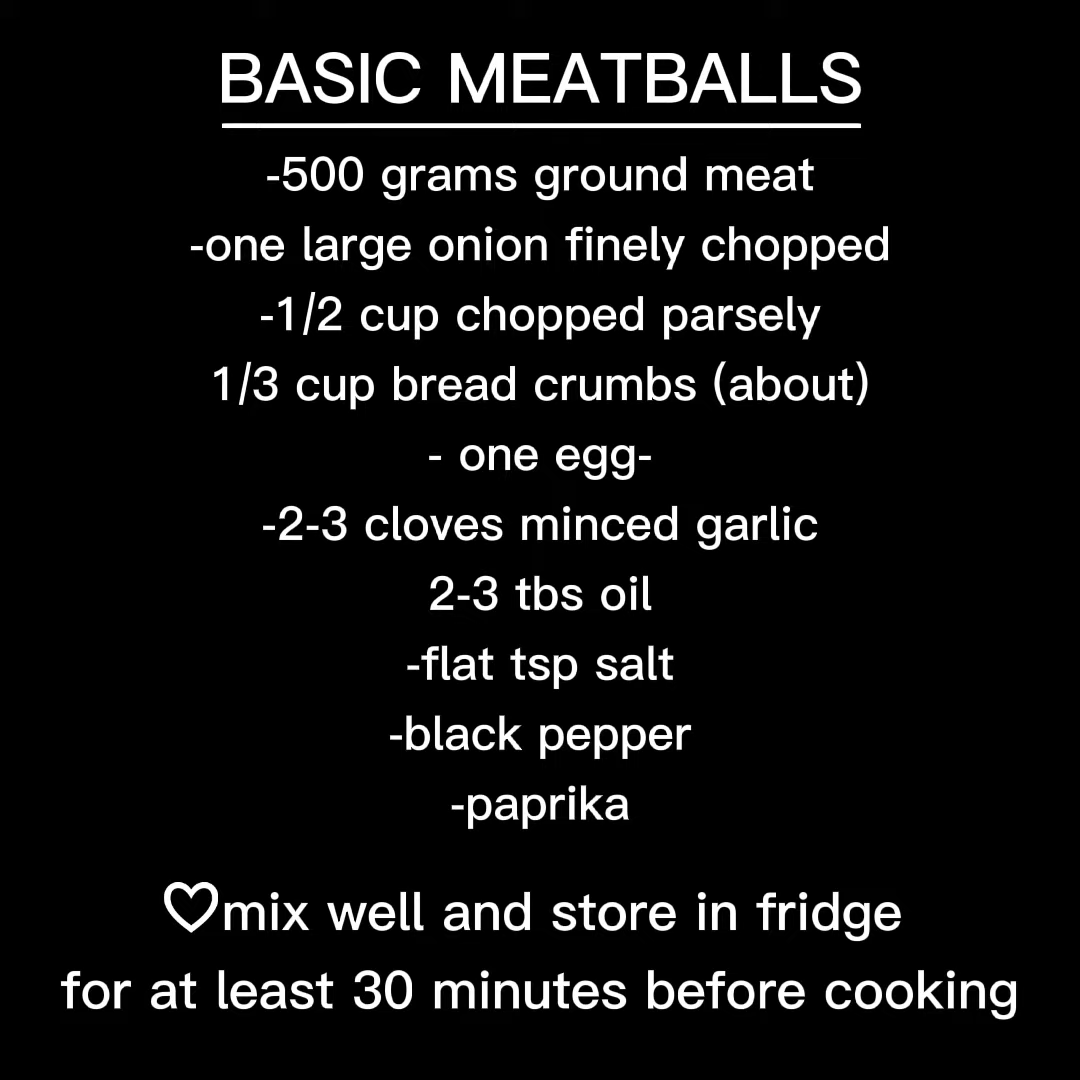 BASIC MEATBALLS
-500 grams ground meat
-one large onion finely chopped
-1/2 cup chopped parsely
1/3 cup bread crumbs (about)
- one egg-
-2-3 cloves minced garlic
2-3 tbs oil
-flat tsp salt
-black pepper
-paprika
♡mix well and store in fridge
for at least 30 minutes before cooking